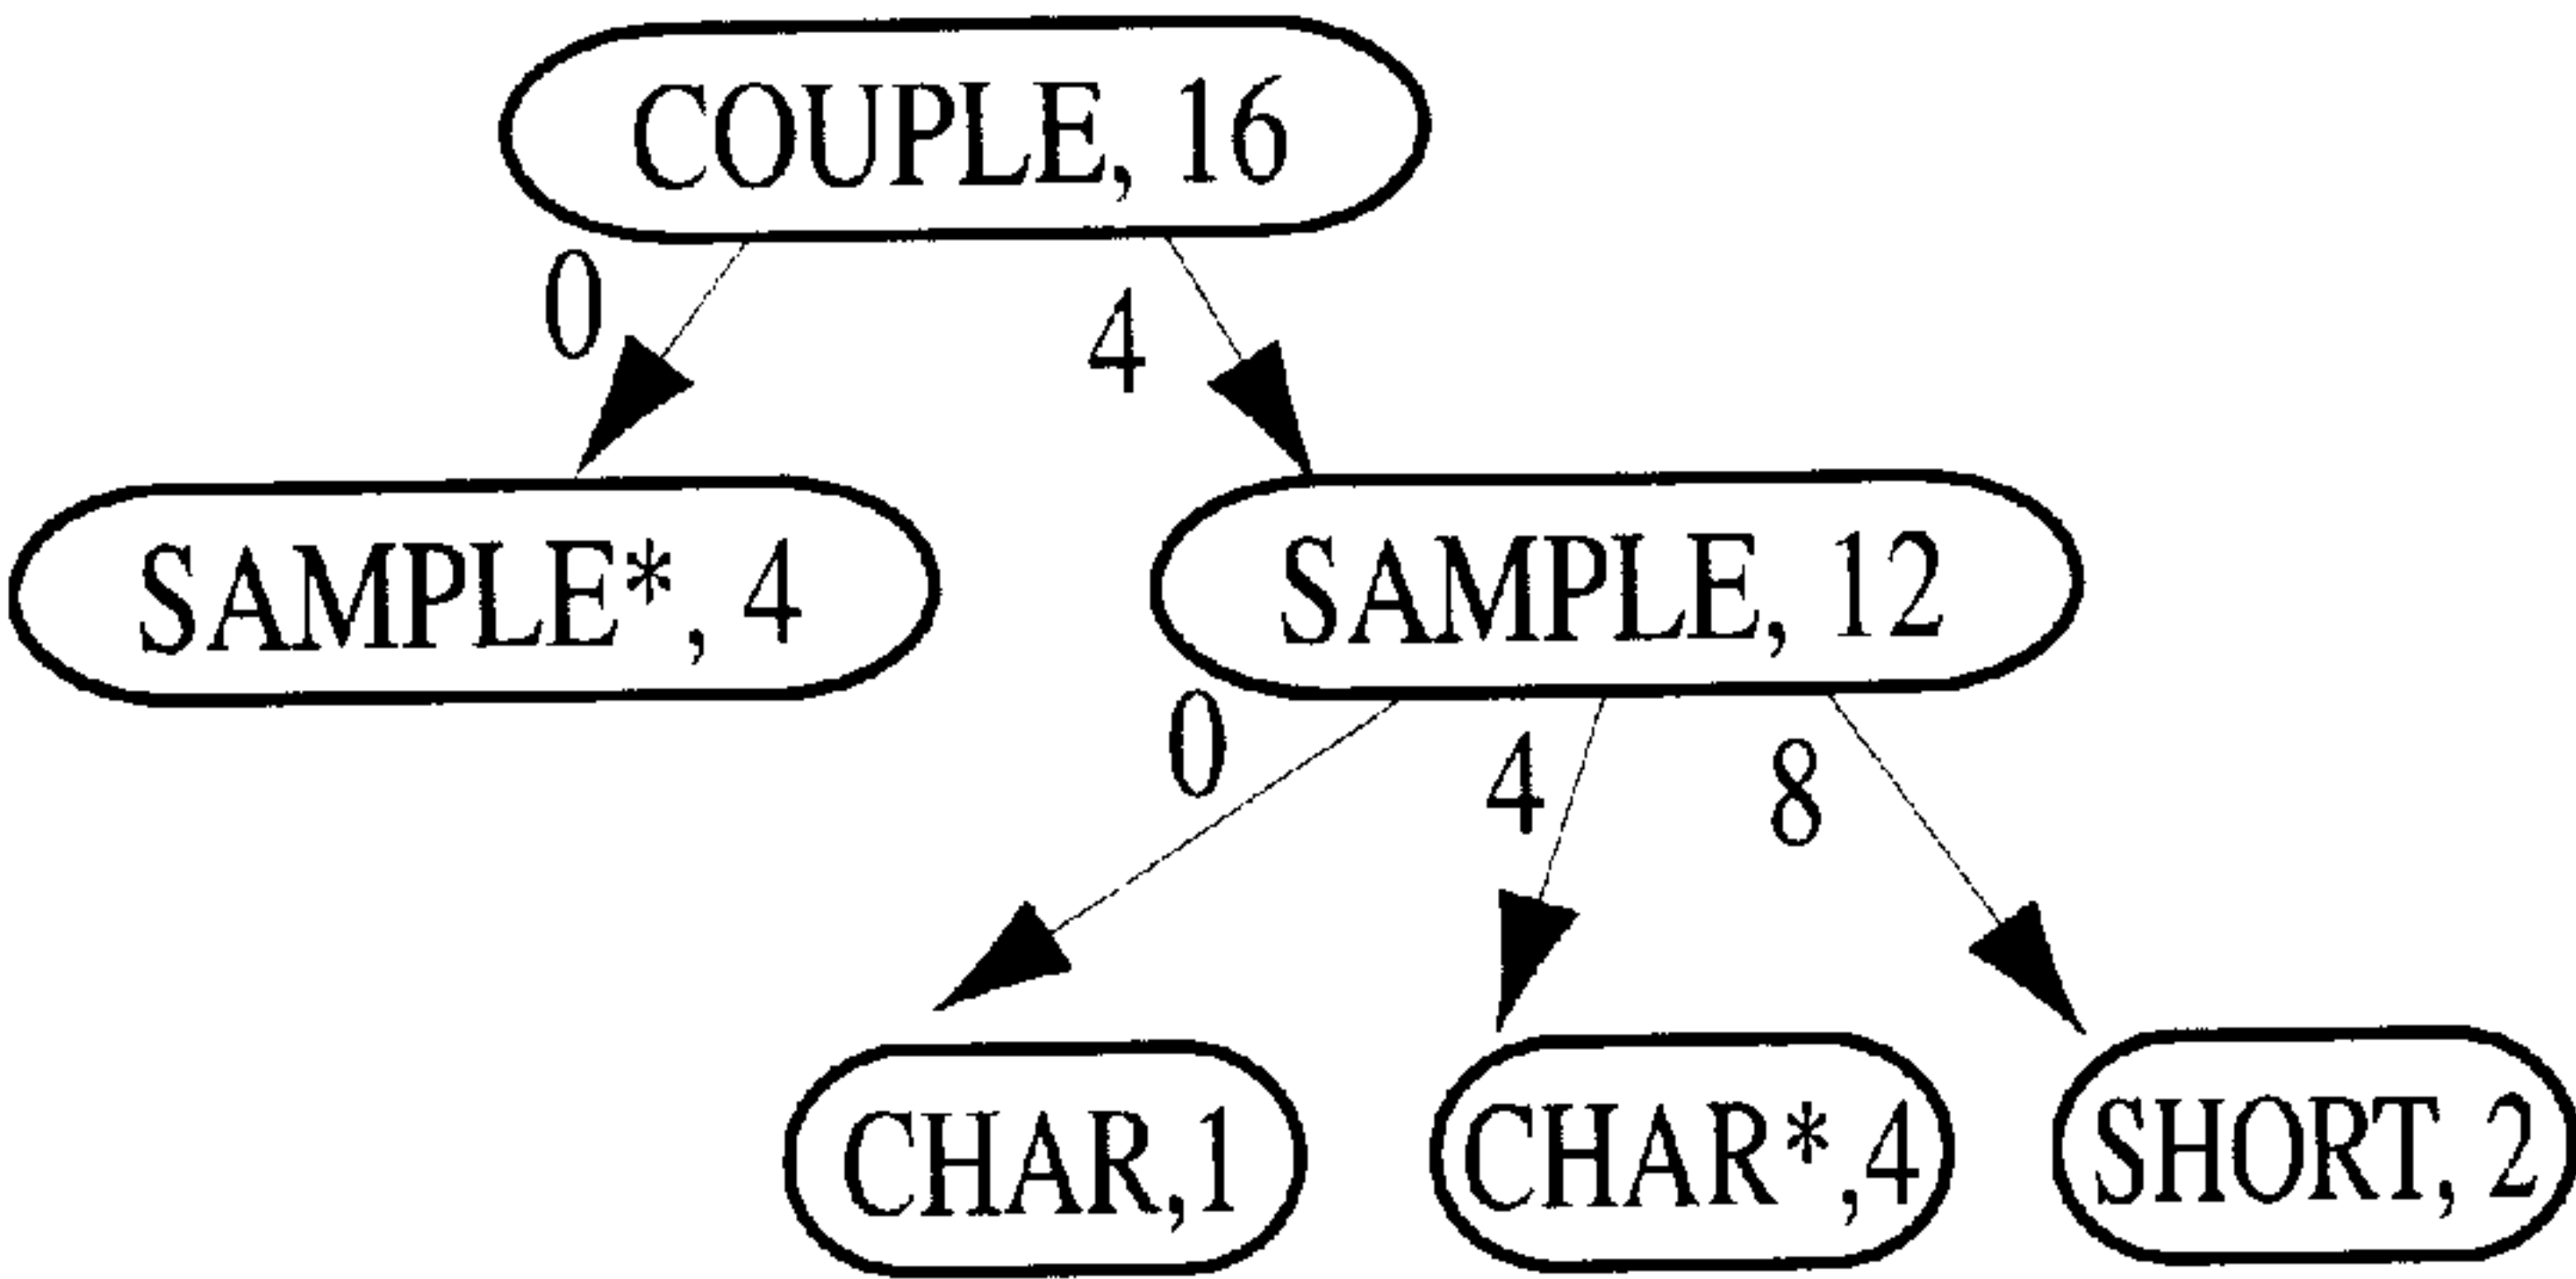 COUPLE, 16
0
4
SAMPLE*, 4
SAMPLE, 12
0
4
8
CHAR,1
CHAR*,4
SHORT, 2